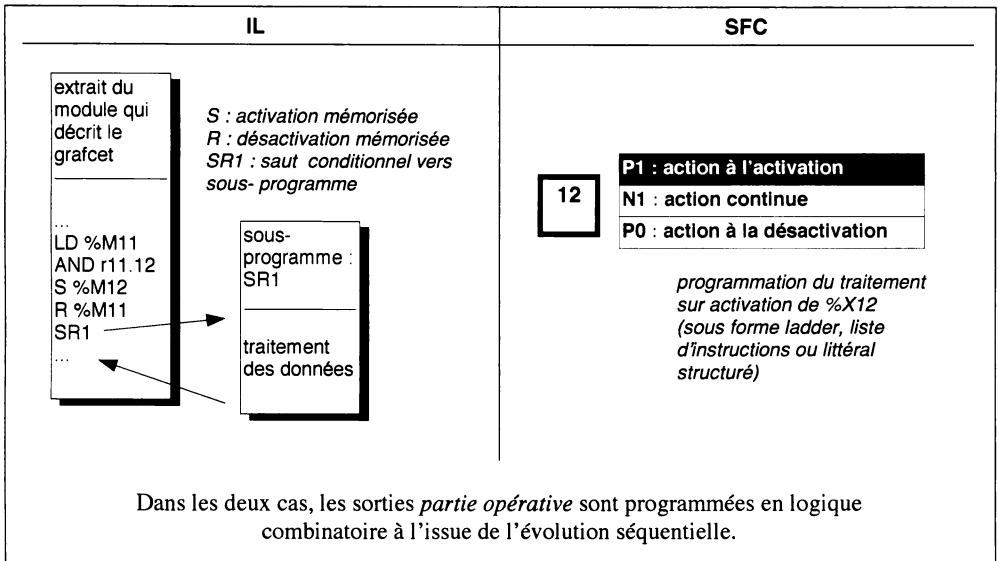 IL
SFC
extrait du
module qui
décrit le
grafcet
...
LD %M11
AND r11.12
S %M12
R %M11
SR1
...
S : activation mémorisée
R : désactivation mémorisée
SR1 : saut conditionnel vers
sous- programme
sous-
programme :
SR1
traitement
des données
12
P1 : action à l'activation
N1 : action continue
P0 : action à la désactivation
programmation du traitement
sur activation de %X12
(sous forme ladder, liste
d'instructions ou littéral
structuré)
Dans les deux cas, les sorties partie opérative sont programmées en logique
combinatoire à l'issue de l'évolution séquentielle.